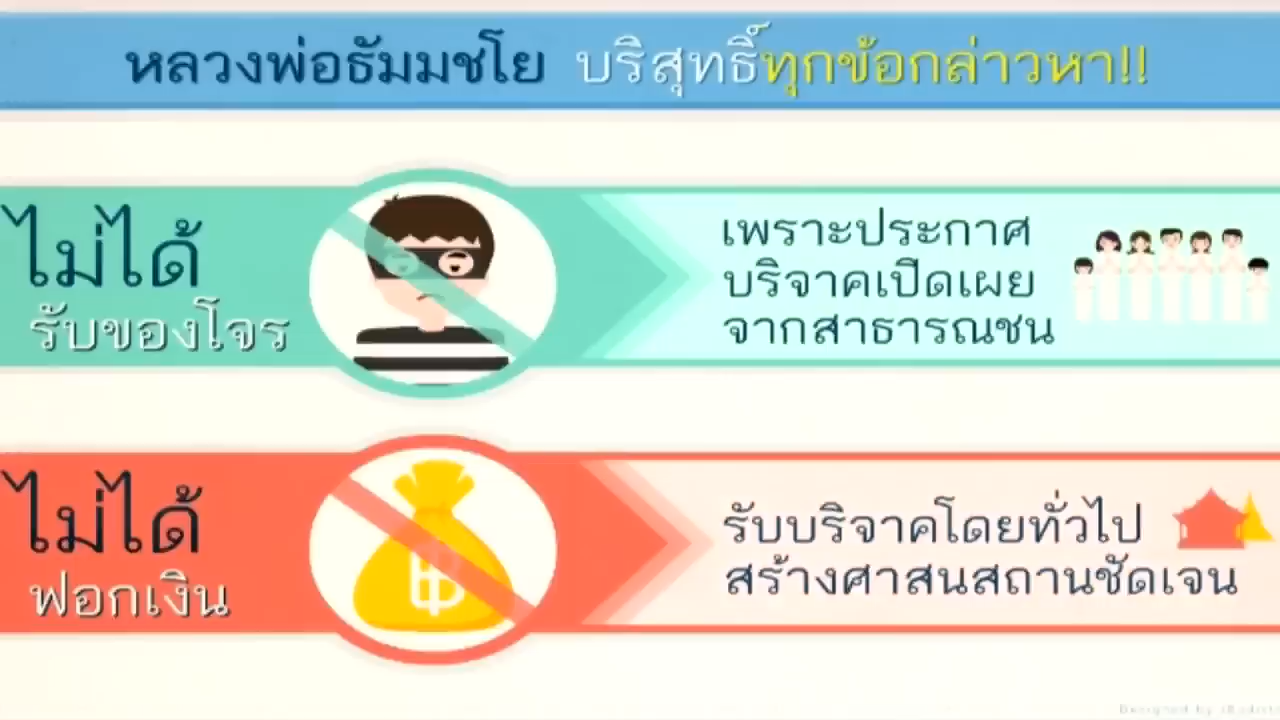 หลวงพ่อธัมมชโย บริสุทธิ์ทุกข้อกล่าวหา!!
ไม่ได้
รับของโจร
เพราะประกาศ
บริจาคเปิดเผย
จากสาธารณชน
ไม่ได้
ฟอกเงิน
รับบริจาคโดยทั่วไป
สร้างศาสนสถานชัดเจน
Designed by